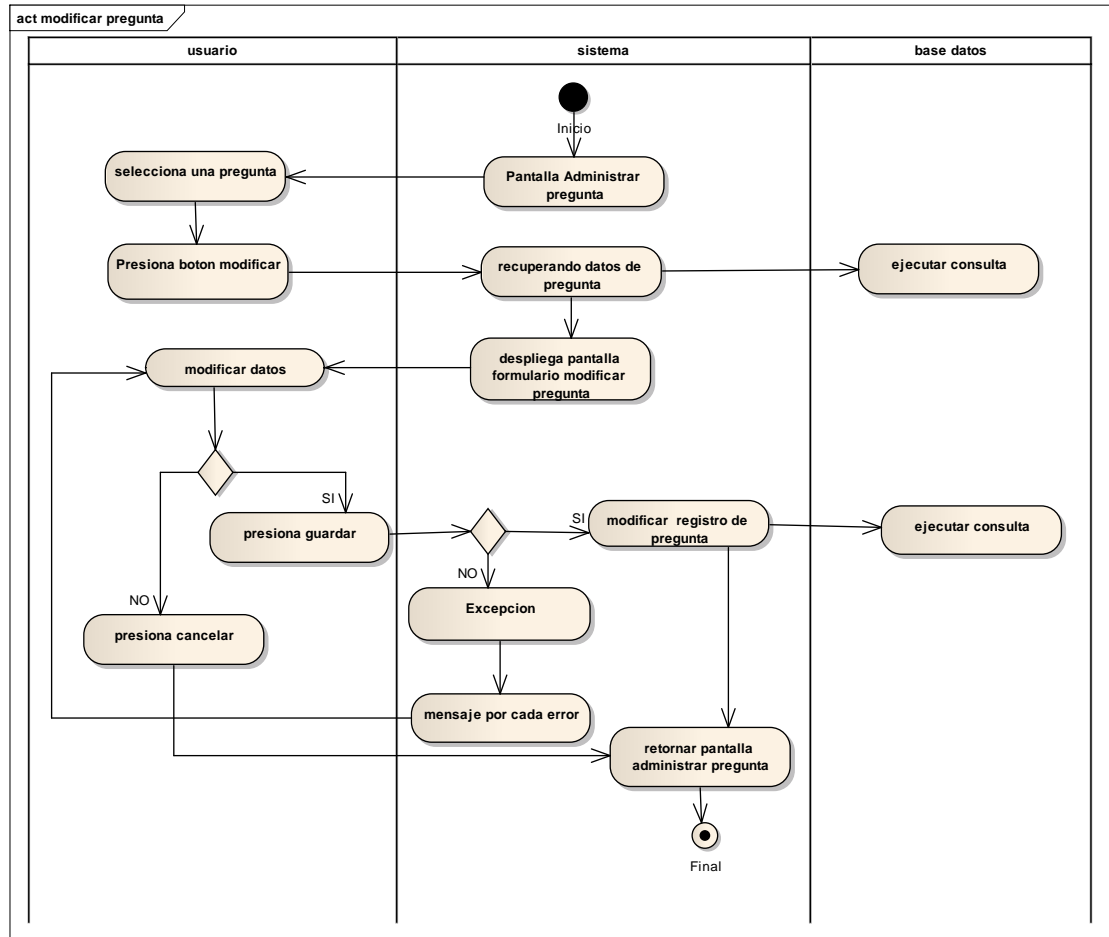 act modificar pregunta
usuario
sistema
base datos
Inicio
selecciona una pregunta
Pantalla Administrar
pregunta
Presiona boton modificar
recuperando datos de
pregunta
ejecutar consulta
modificar datos
despliega pantalla
formulario modificar
pregunta
SI
presiona guardar
SI
modificar registro de
pregunta
ejecutar consulta
NO
Excepcion
NO
presiona cancelar
mensaje por cada error
retornar pantalla
administrar pregunta
Final